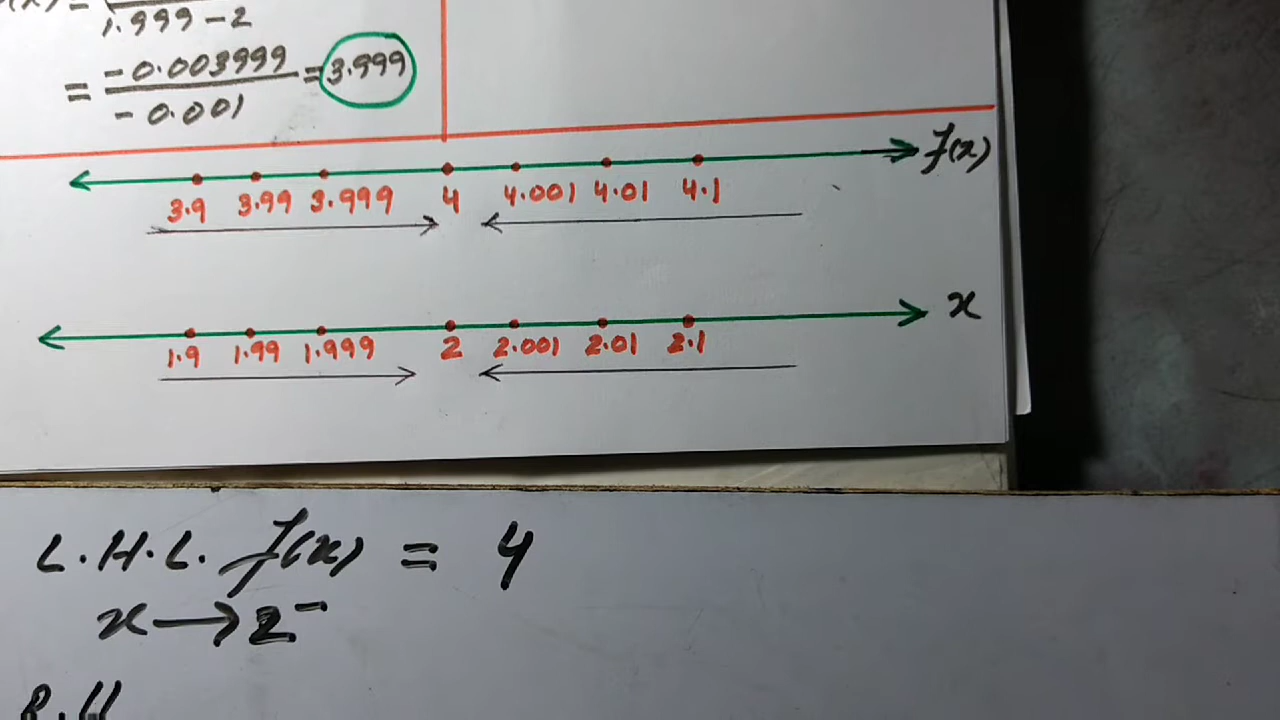 1.999 - 2
= -0.003999 / -0.001 = 3.999
f(x)
3.9 3.99 3.999 4 4.001 4.01 4.1
x
1.9 1.99 1.999 2 2.001 2.01 2.1
L.H.L. f(x) = 4
x → 2⁻
R.H